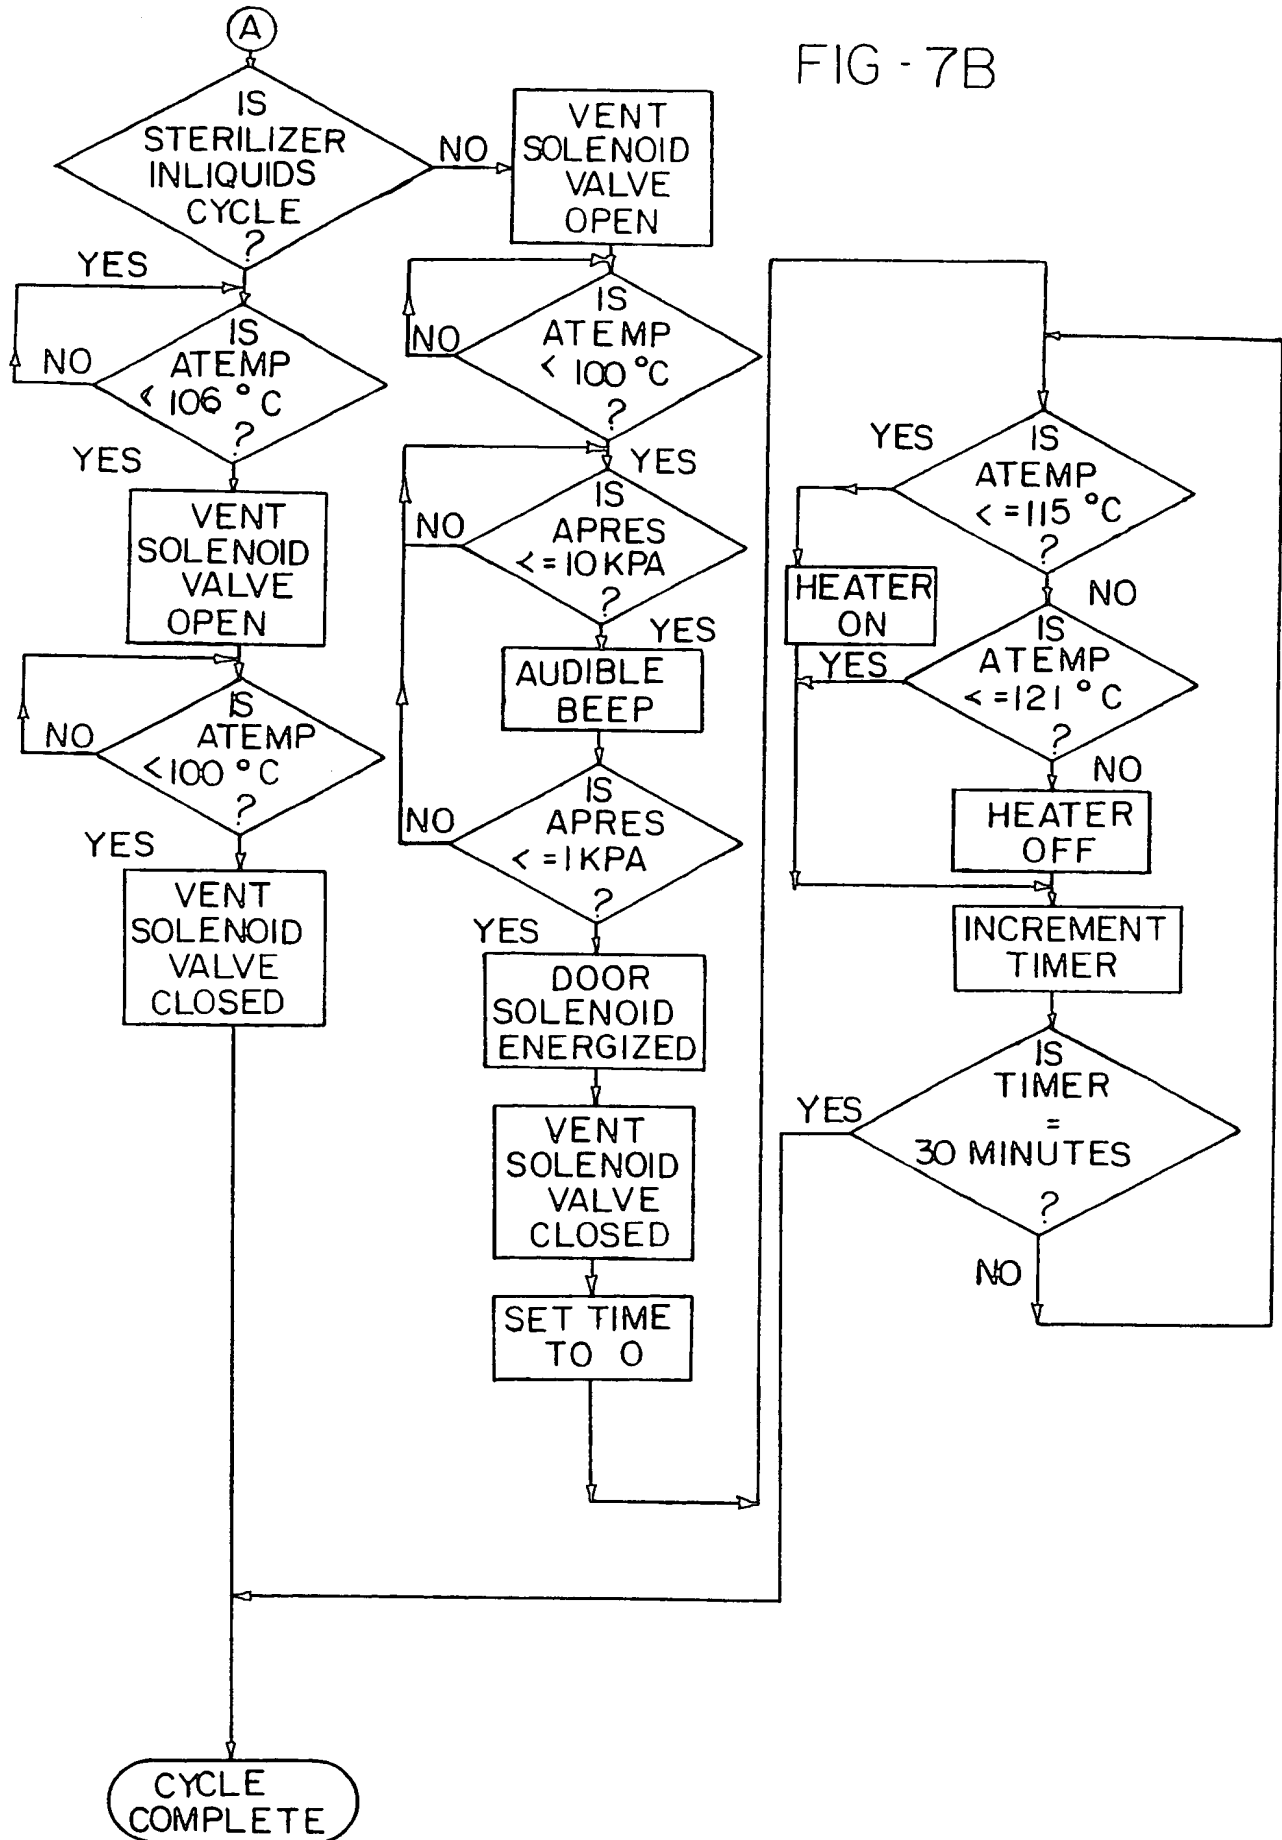 A
FIG - 7B
IS
STERILIZER
INLIQUIDS
CYCLE
?
YES
NO
IS
ATEMP
< 106 °C
?
NO
YES
VENT
SOLENOID
VALVE
OPEN
IS
ATEMP
< 100 °C
?
NO
YES
VENT
SOLENOID
VALVE
CLOSED
VENT
SOLENOID
VALVE
OPEN
IS
ATEMP
< 100 °C
?
NO
YES
IS
APRES
<= 10 KPA
?
NO
YES
AUDIBLE
BEEP
IS
APRES
<= 1 KPA
?
NO
YES
DOOR
SOLENOID
ENERGIZED
VENT
SOLENOID
VALVE
CLOSED
SET TIME
TO 0
YES
IS
ATEMP
<= 115 °C
?
HEATER
ON
NO
IS
ATEMP
<= 121 °C
?
YES
NO
HEATER
OFF
INCREMENT
TIMER
IS
TIMER
=
30 MINUTES
?
YES
NO
CYCLE
COMPLETE